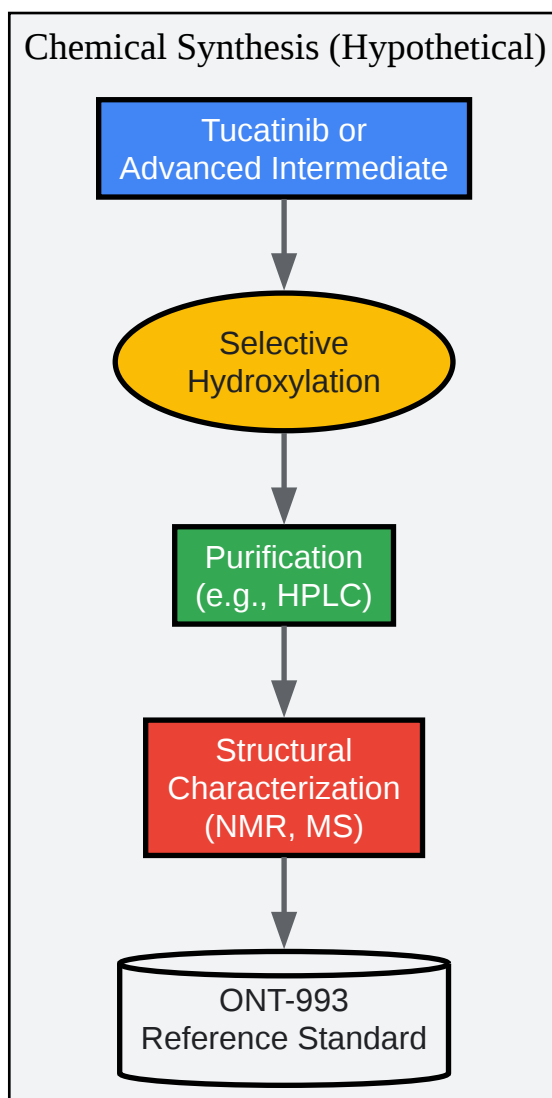 Chemical Synthesis (Hypothetical)
Tucatinib or
Advanced Intermediate
Selective
Hydroxylation
Purification
(e.g., HPLC)
Structural
Characterization
(NMR, MS)
ONT-993
Reference Standard